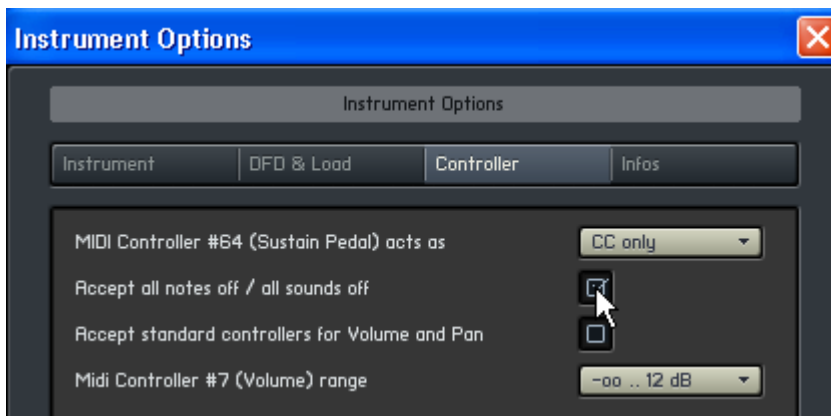 Instrument Options
Instrument Options
Instrument DFD & Load Controller Infos
MIDI Controller #64 (Sustain Pedal) acts as CC only
Accept all notes off / all sounds off
Accept standard controllers for Volume and Pan
Midi Controller #7 (Volume) range -oo .. 12 dB